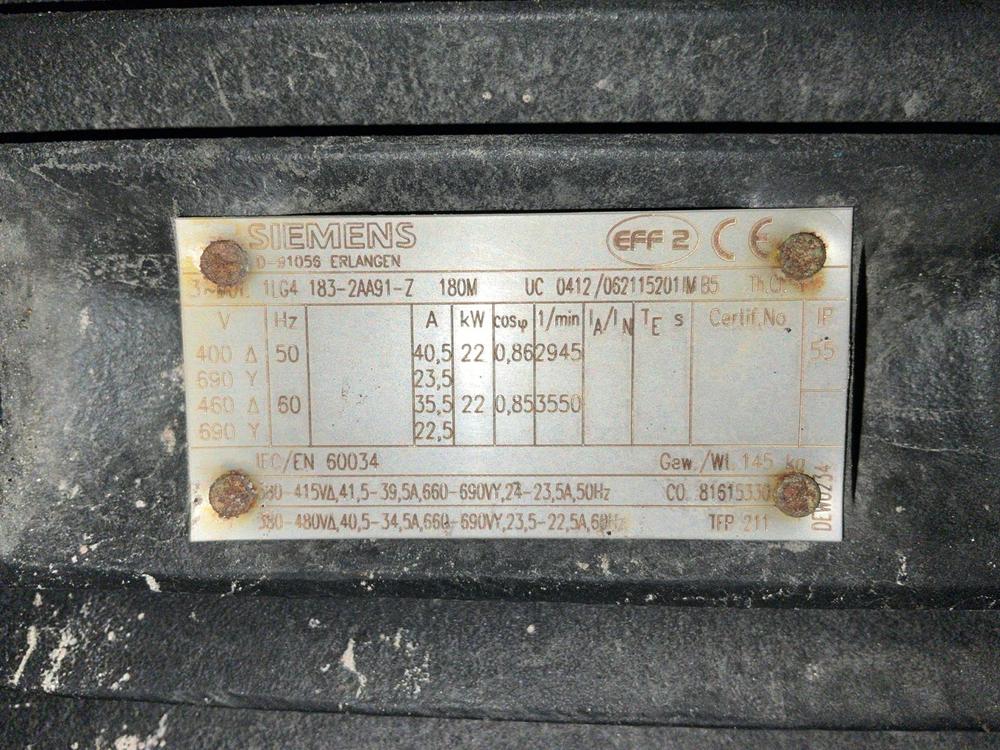 SIEMENS EFF 2 CE
D-91056 ERLANGEN
1LG4 183-2AA91-Z 180M UC 0412/062115201 IM B5 Th.Cl.
V Hz A kW cosφ 1/min IA/IN TE s Certif.No IP
400 Δ 50 40,5 22 0,86 2945 55
690 Y 23,5
460 Δ 60 35,5 22 0,85 3550
690 Y 22,5
IEC/EN 60034 Gew./Wt. 145 kg
380-415VΔ,41,5-39,5A,660-690VY,24-23,5A,50Hz CO. 81615330
380-480VΔ,40,5-34,5A,660-690VY,23,5-22,5A,60Hz TFP 211